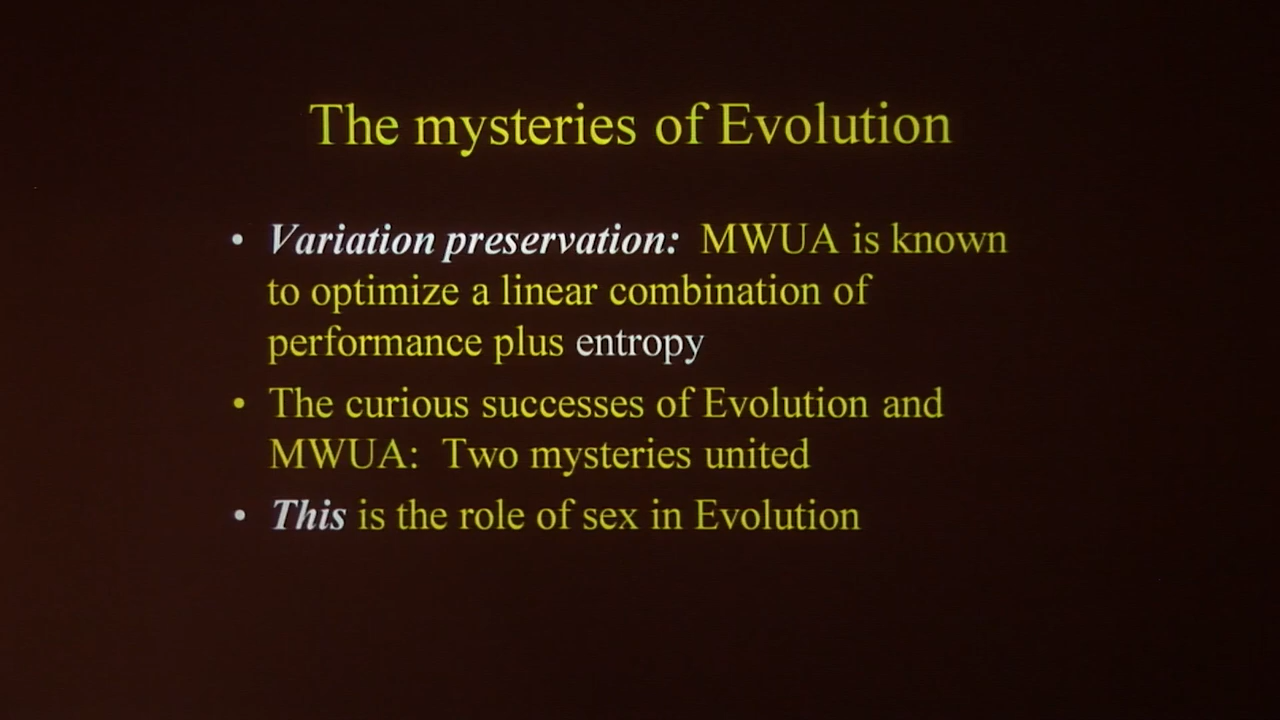 The mysteries of Evolution
• Variation preservation: MWUA is known
to optimize a linear combination of
performance plus entropy
• The curious successes of Evolution and
MWUA: Two mysteries united
• This is the role of sex in Evolution